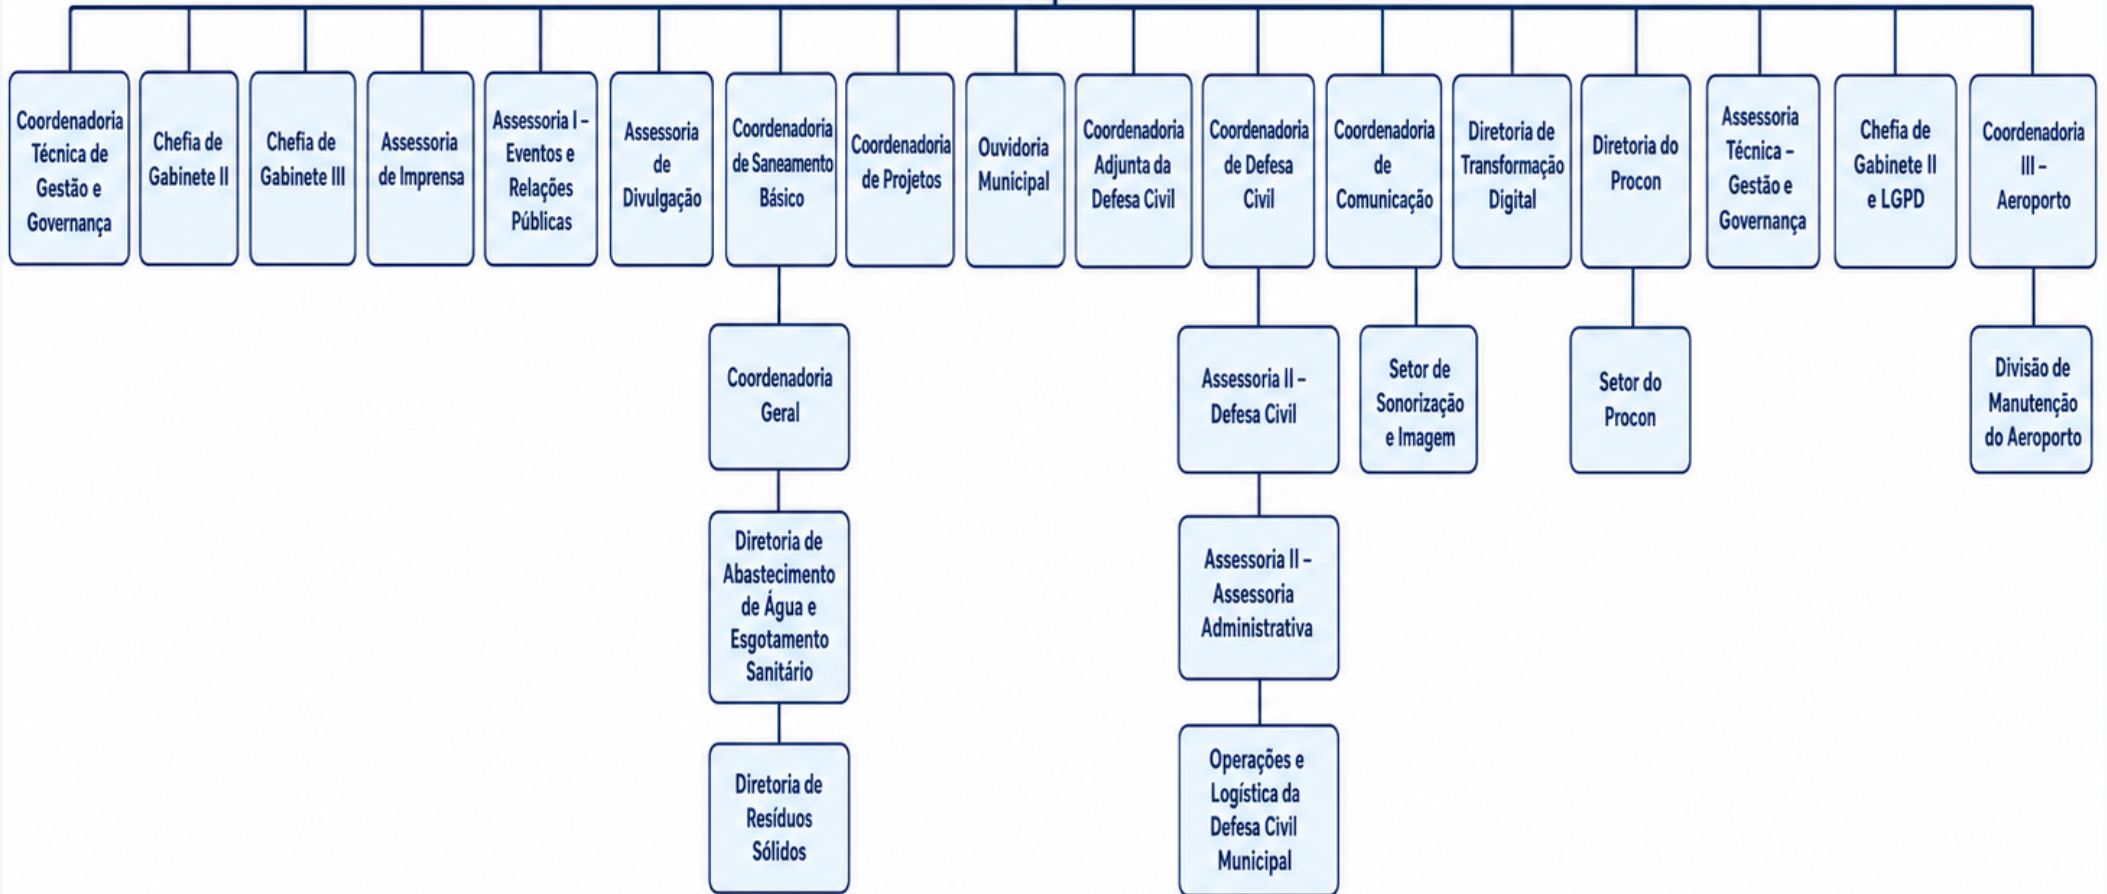 Coordenadoria
Técnica de
Gestão e
Governança
Chefia de
Gabinete II
Chefia de
Gabinete III
Assessoria
de Imprensa
Assessoria I –
Eventos e
Relações
Públicas
Assessoria
de
Divulgação
Coordenadoria
de Saneamento
Básico
Coordenadoria
de Projetos
Ouvidoria
Municipal
Coordenadoria
Adjunta da
Defesa Civil
Coordenadoria
de Defesa
Civil
Coordenadoria
de
Comunicação
Diretoria de
Transformação
Digital
Diretoria do
Procon
Assessoria
Técnica –
Gestão e
Governança
Chefia de
Gabinete II
e LGPD
Coordenadoria
III –
Aeroporto
Coordenadoria
Geral
Assessoria II –
Defesa Civil
Setor de
Sonorização
e Imagem
Setor do
Procon
Divisão de
Manutenção
do Aeroporto
Diretoria de
Abastecimento
de Água e
Esgotamento
Sanitário
Assessoria II –
Assessoria
Administrativa
Diretoria de
Resíduos
Sólidos
Operações e
Logística da
Defesa Civil
Municipal